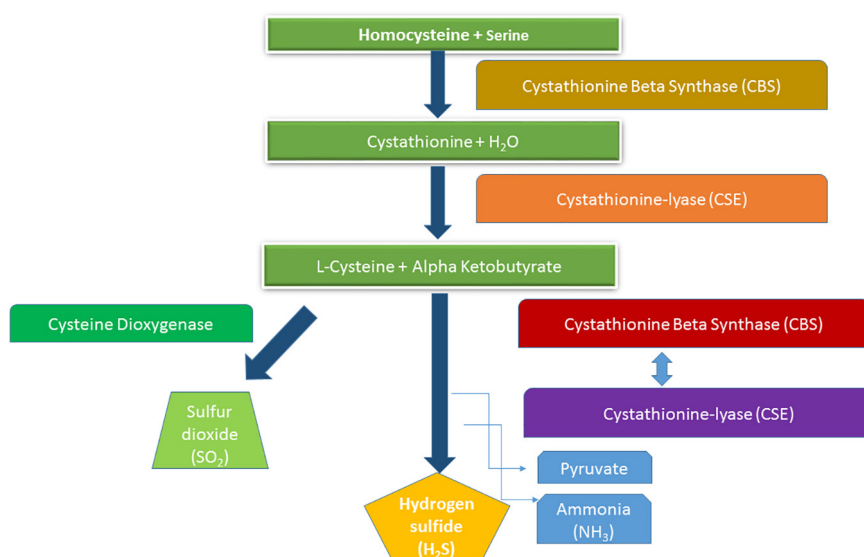 Homocysteine + Serine
Cystathionine Beta Synthase (CBS)
Cystathionine + H₂O
Cystathionine-lyase (CSE)
L-Cysteine + Alpha Ketobutyrate
Cysteine Dioxygenase
Cystathionine Beta Synthase (CBS)
Cystathionine-lyase (CSE)
Sulfur
dioxide
(SO₂)
Pyruvate
Ammonia
(NH₃)
Hydrogen
sulfide
(H₂S)